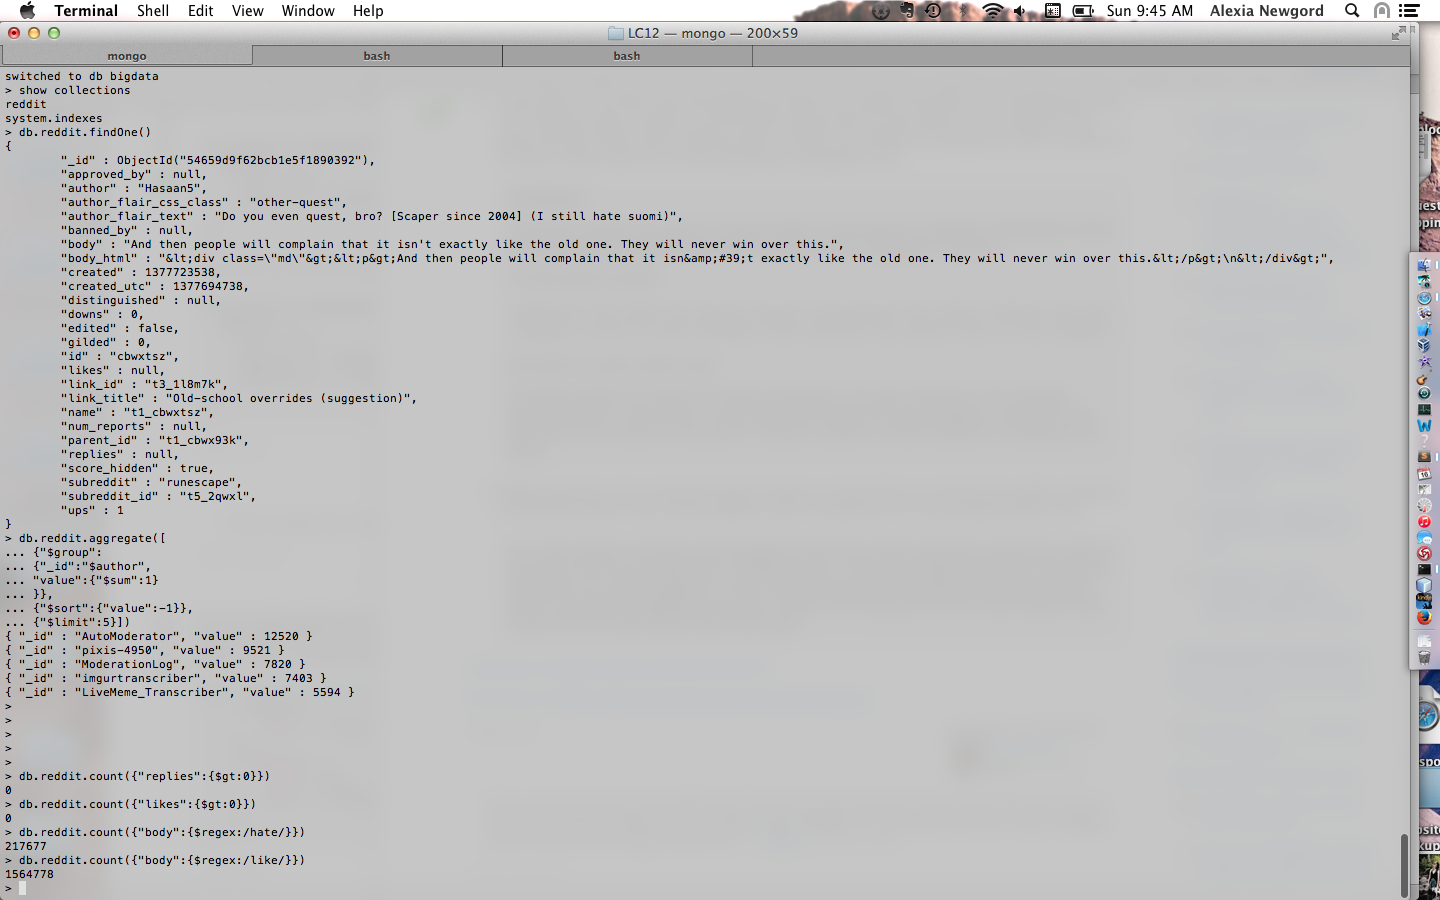 Terminal Shell Edit View Window Help Sun 9:45 AM Alexia Newgord
LC12 — mongo — 200×59
mongo bash bash
switched to db bigdata
> show collections
reddit
system.indexes
> db.reddit.findOne()
{
"_id" : ObjectId("54659d9f62bcb1e5f1890392"),
"approved_by" : null,
"author" : "Hasaan5",
"author_flair_css_class" : "other-quest",
"author_flair_text" : "Do you even quest, bro? [Scaper since 2004] (I still hate suomi)",
"banned_by" : null,
"body" : "And then people will complain that it isn't exactly like the old one. They will never win over this.",
"body_html" : "&lt;div class=\"md\"&gt;&lt;p&gt;And then people will complain that it isn&amp;#39;t exactly like the old one. They will never win over this.&lt;/p&gt;\n&lt;/div&gt;",
"created" : 1377723538,
"created_utc" : 1377694738,
"distinguished" : null,
"downs" : 0,
"edited" : false,
"gilded" : 0,
"id" : "cbwxtsz",
"likes" : null,
"link_id" : "t3_1l8m7k",
"link_title" : "Old-school overrides (suggestion)",
"name" : "t1_cbwxtsz",
"num_reports" : null,
"parent_id" : "t1_cbwx93k",
"replies" : null,
"score_hidden" : true,
"subreddit" : "runescape",
"subreddit_id" : "t5_2qwxl",
"ups" : 1
}
> db.reddit.aggregate([
... {"$group":
... {"_id":"$author",
... "value":{"$sum":1}
... }},
... {"$sort":{"value":-1}},
... {"$limit":5}])
{ "_id" : "AutoModerator", "value" : 12520 }
{ "_id" : "pixis-4950", "value" : 9521 }
{ "_id" : "ModerationLog", "value" : 7820 }
{ "_id" : "imgurtranscriber", "value" : 7403 }
{ "_id" : "LiveMeme_Transcriber", "value" : 5594 }
>
>
>
>
>
> db.reddit.count({"replies":{$gt:0}})
0
> db.reddit.count({"likes":{$gt:0}})
0
> db.reddit.count({"body":{$regex:/hate/}})
217677
> db.reddit.count({"body":{$regex:/like/}})
1564778
>